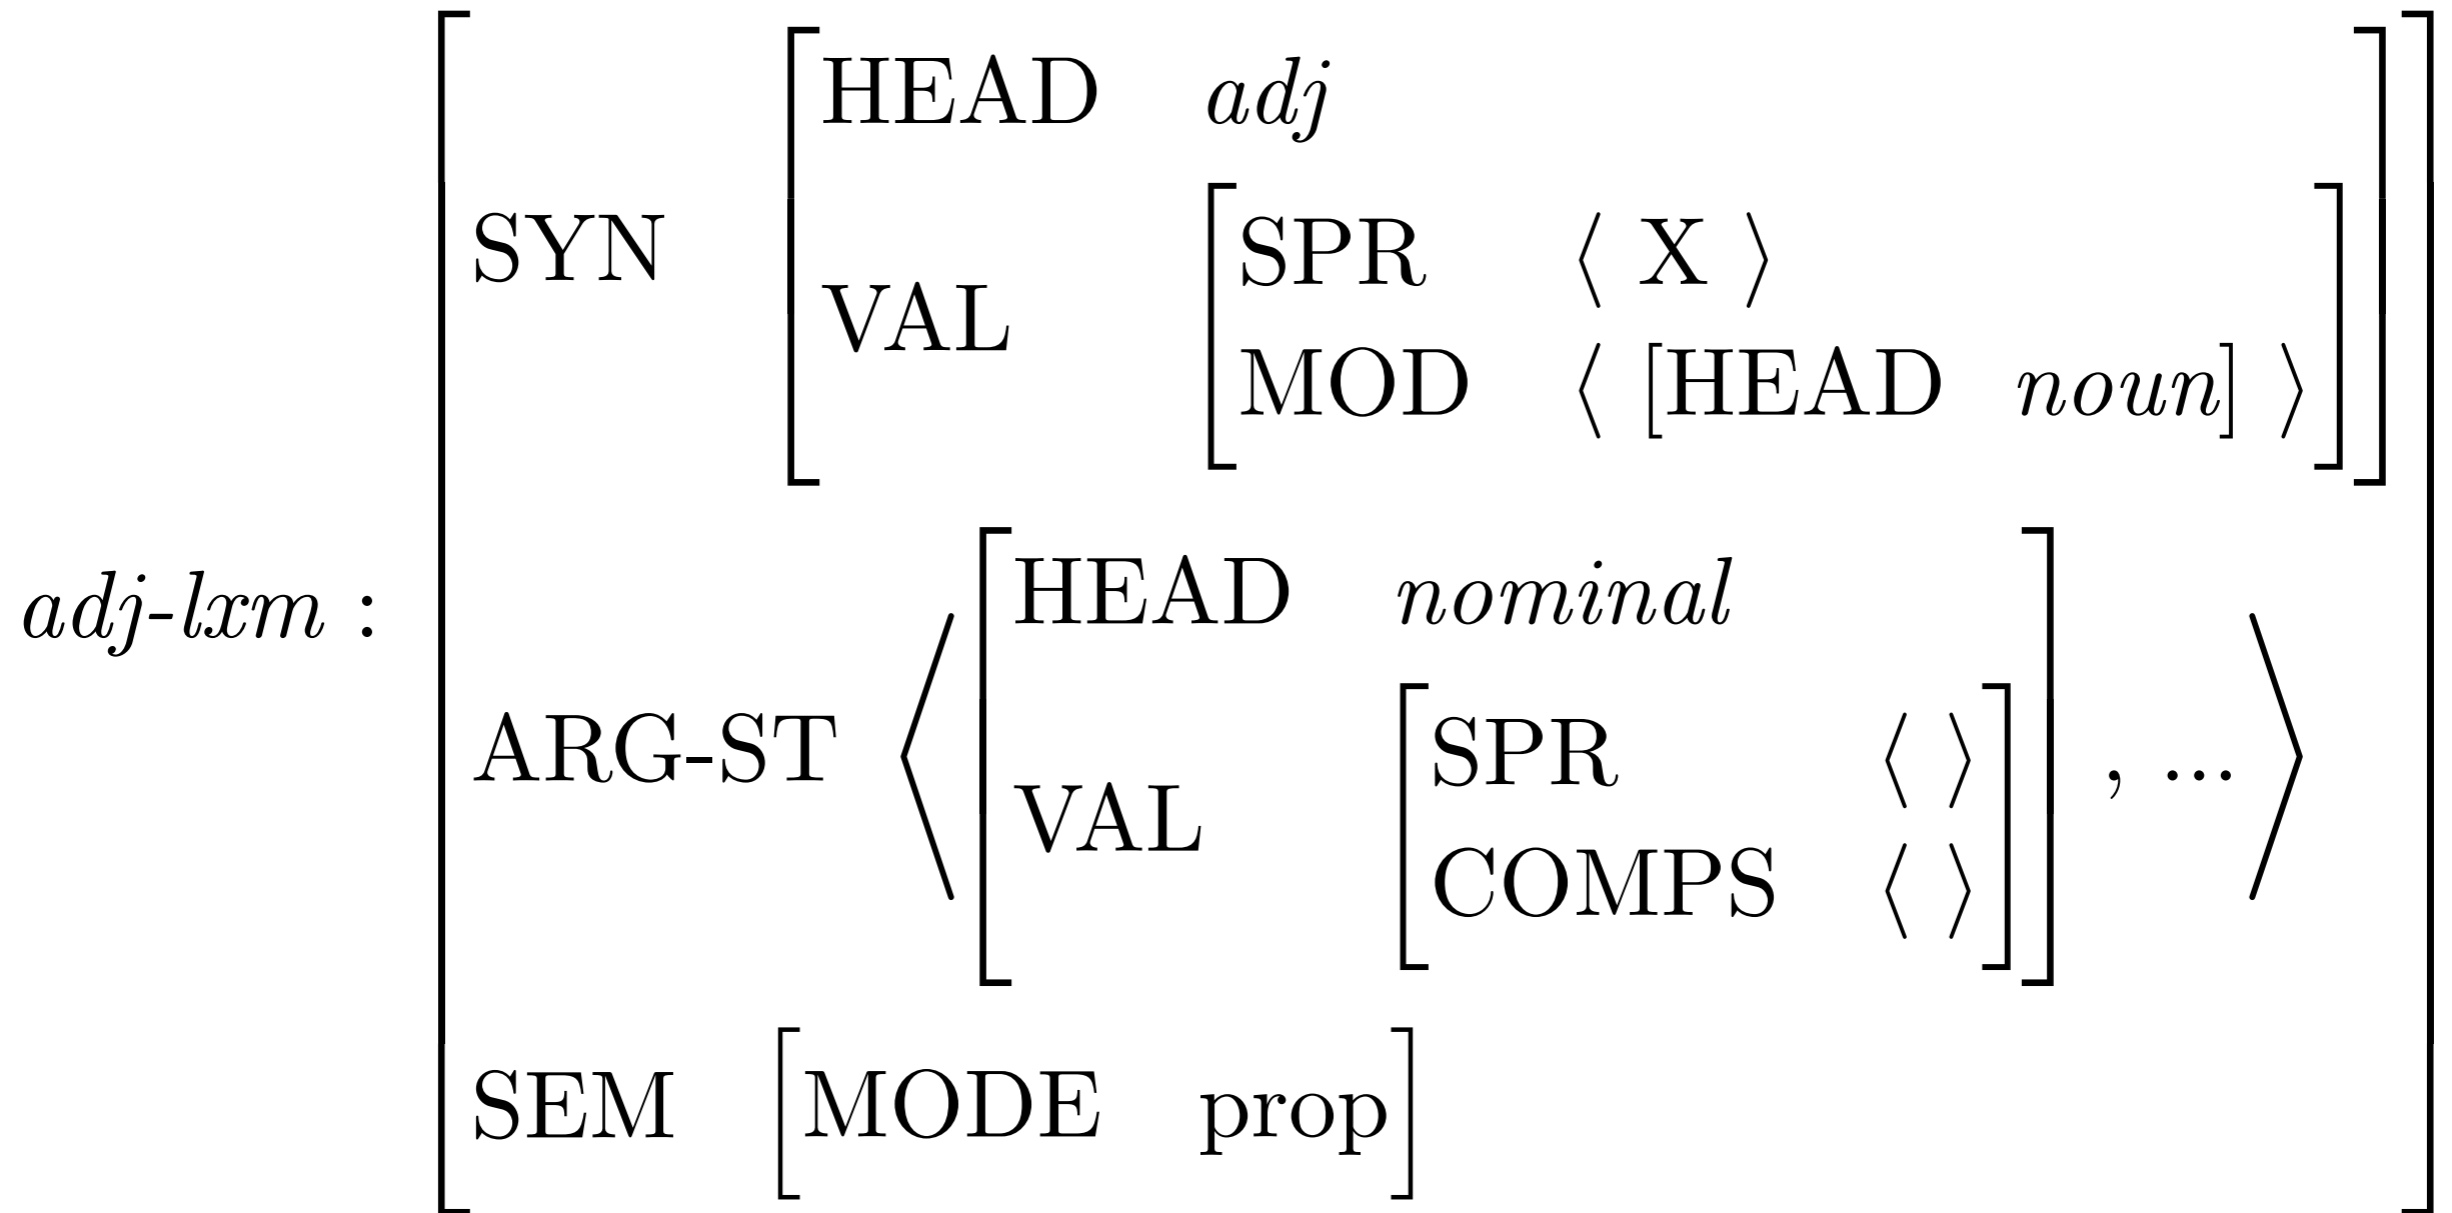 HEAD adj
SYN
SPR ⟨ X ⟩
VAL
MOD ⟨ [HEAD noun] ⟩
HEAD nominal
adj-lxm :
SPR ⟨ ⟩
ARG-ST ⟨ , ... ⟩
VAL
COMPS ⟨ ⟩
SEM [MODE prop]